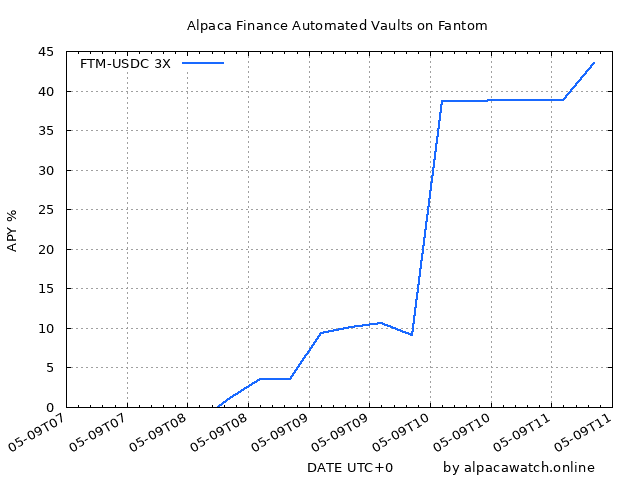 Alpaca Finance Automated Vaults on Fantom
FTM-USDC 3X
APY %
45
40
35
30
25
20
15
10
5
0
05-09T07
05-09T07
05-09T08
05-09T08
05-09T09
05-09T09
05-09T10
05-09T10
05-09T11
05-09T11
DATE UTC+0
by alpacawatch.online